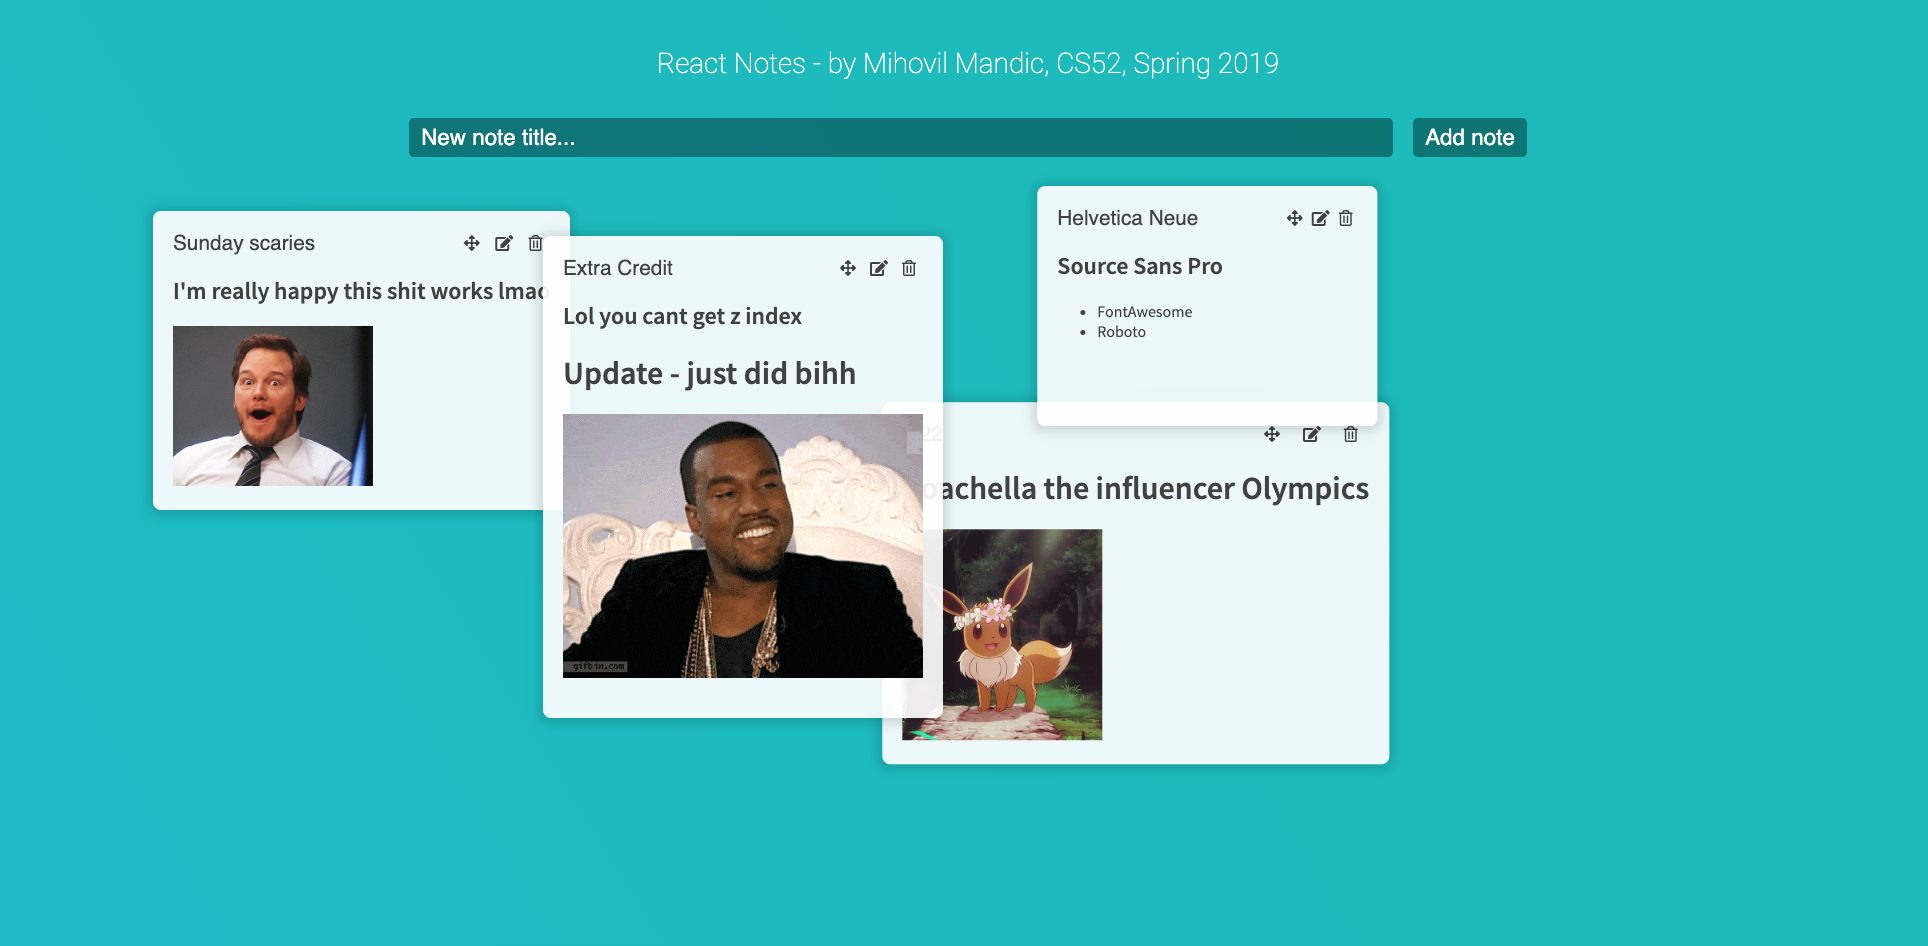 React Notes - by Mihovil Mandic, CS52, Spring 2019
New note title...
Add note
Sunday scaries
I'm really happy this shit works lmao
Extra Credit
Lol you cant get z index
Update - just did bihh
gifbin.com
Helvetica Neue
Source Sans Pro
FontAwesome
Roboto
22
oachella the influencer Olympics